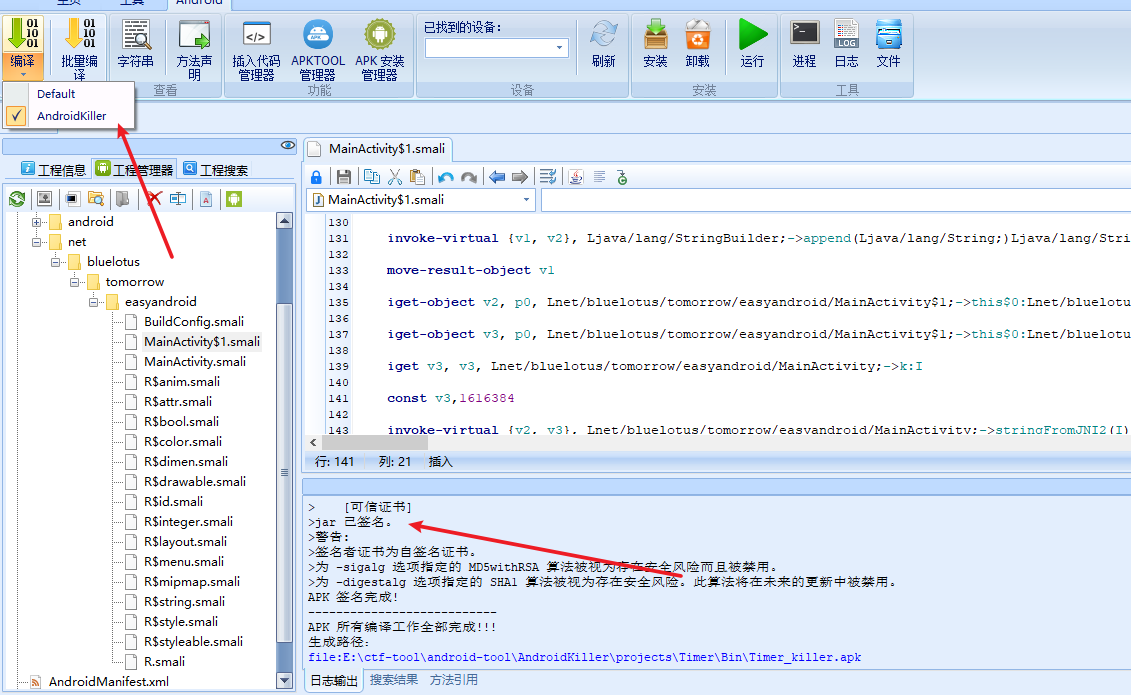 主页 工具 Android
01
10
01
01
10
01
已找到的设备：
LOG
编译 批量编译 字符串 方法声明 插入代码管理器 APKTOOL管理器 APK 安装管理器 刷新 安装 卸载 运行 进程 日志 文件
查看 功能 设备 安装 工具
Default
AndroidKiller
工程信息 工程管理器 工程搜索
android
net
bluelotus
tomorrow
easyandroid
BuildConfig.smali
MainActivity$1.smali
MainActivity.smali
R$anim.smali
R$attr.smali
R$bool.smali
R$color.smali
R$dimen.smali
R$drawable.smali
R$id.smali
R$integer.smali
R$layout.smali
R$menu.smali
R$mipmap.smali
R$string.smali
R$style.smali
R$styleable.smali
R.smali
AndroidManifest.xml
MainActivity$1.smali
MainActivity$1.smali
130
131 invoke-virtual {v1, v2}, Ljava/lang/StringBuilder;->append(Ljava/lang/String;)Ljava/lang/Stri
132
133 move-result-object v1
134
135 iget-object v2, p0, Lnet/bluelotus/tomorrow/easyandroid/MainActivity$1;->this$0:Lnet/bluelotus
136
137 iget-object v3, p0, Lnet/bluelotus/tomorrow/easyandroid/MainActivity$1;->this$0:Lnet/bluelotus
138
139 iget v3, v3, Lnet/bluelotus/tomorrow/easyandroid/MainActivity;->k:I
140
141 const v3,1616384
142
143 invoke-virtual {v2, v3}, Lnet/bluelotus/tomorrow/easyandroid/MainActivity;->stringFromJNI2(I)
行: 141 列: 21 插入
> [可信证书]
>jar 已签名。
>警告:
>签名者证书为自签名证书。
>为 -sigalg 选项指定的 MD5withRSA 算法被视为存在安全风险而且被禁用。
>为 -digestalg 选项指定的 SHA1 算法被视为存在安全风险。此算法将在未来的更新中被禁用。
APK 签名完成!
---------------------------
APK 所有编译工作全部完成!!!
生成路径:
file:E:\ctf-tool\android-tool\AndroidKiller\projects\Timer\Bin\Timer_killer.apk
日志输出 搜索结果 方法引用